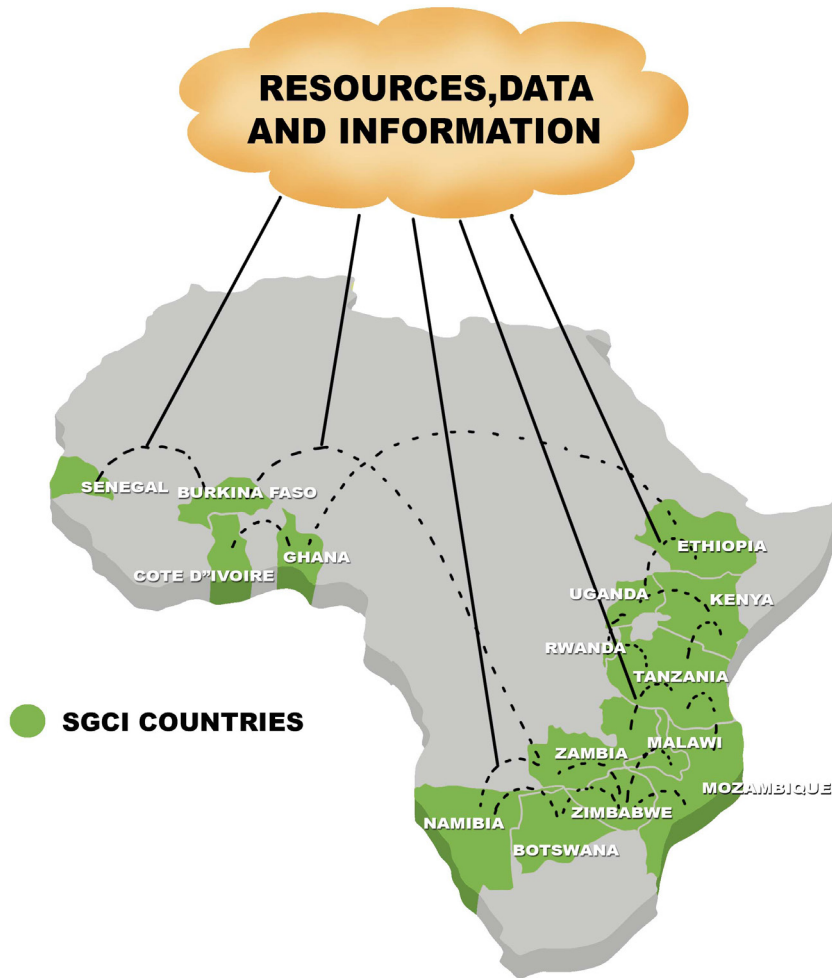 RESOURCES,DATA
AND INFORMATION
SENEGAL
BURKINA FASO
GHANA
COTE D"IVOIRE
ETHIOPIA
UGANDA
KENYA
RWANDA
TANZANIA
SGCI COUNTRIES
ZAMBIA
MALAWI
MOZAMBIQUE
NAMIBIA
ZIMBABWE
BOTSWANA